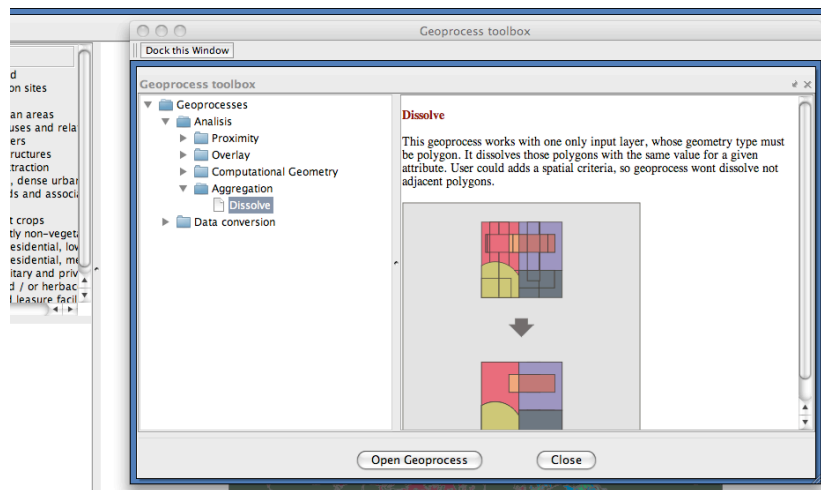 Geoprocess toolbox
Dock this Window
Geoprocess toolbox
d
on sites
an areas
uses and rela
ers
ructures
traction
, dense urbar
ds and associa
t crops
tly non-vegeta
esidential, lov
esidential, me
itary and priv
d / or herbac
d leasure facil
Geoprocesses
Analisis
Proximity
Overlay
Computational Geometry
Aggregation
Dissolve
Data conversion
Dissolve
This geoprocess works with one only input layer, whose geometry type must
be polygon. It dissolves those polygons with the same value for a given
attribute. User could adds a spatial criteria, so geoprocess wont dissolve not
adjacent polygons.
Open Geoprocess
Close